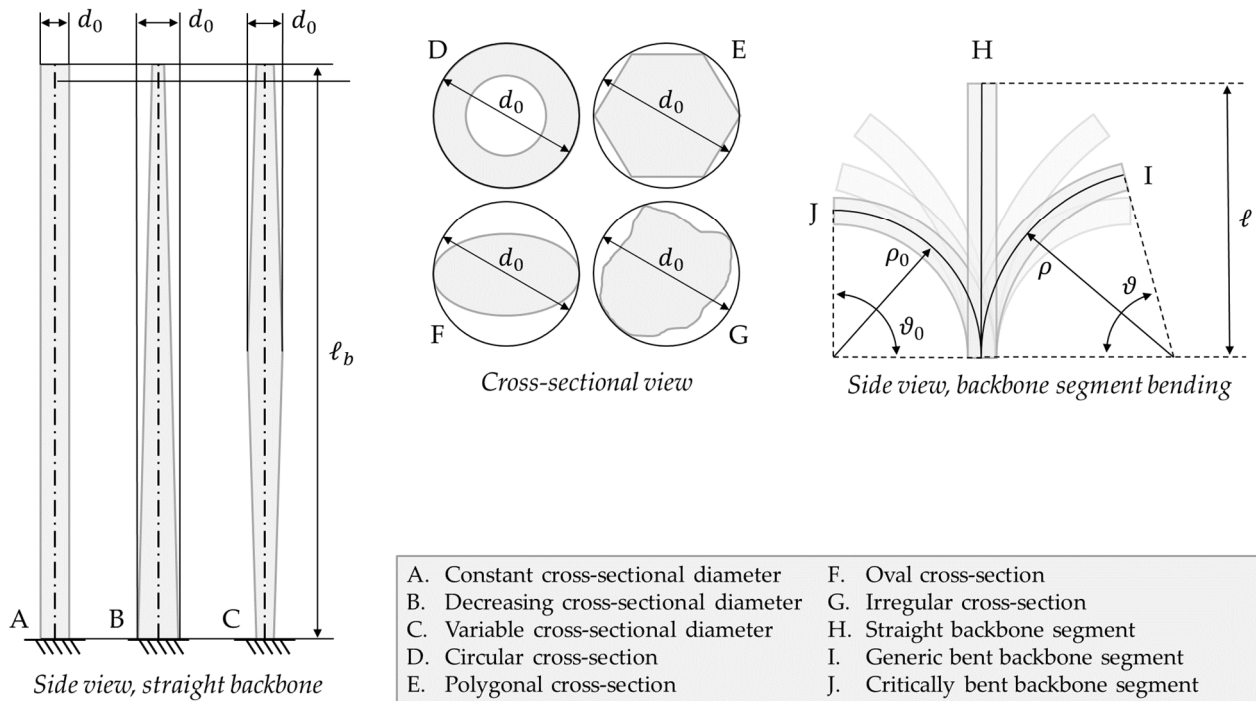 d₀ d₀ d₀
A B C
ℓ_b
Side view, straight backbone
D E
d₀ d₀
d₀ d₀
F G
Cross-sectional view
H
I
J
ℓ
ρ₀ ρ
ϑ₀ ϑ
Side view, backbone segment bending
A. Constant cross-sectional diameter
B. Decreasing cross-sectional diameter
C. Variable cross-sectional diameter
D. Circular cross-section
E. Polygonal cross-section
F. Oval cross-section
G. Irregular cross-section
H. Straight backbone segment
I. Generic bent backbone segment
J. Critically bent backbone segment